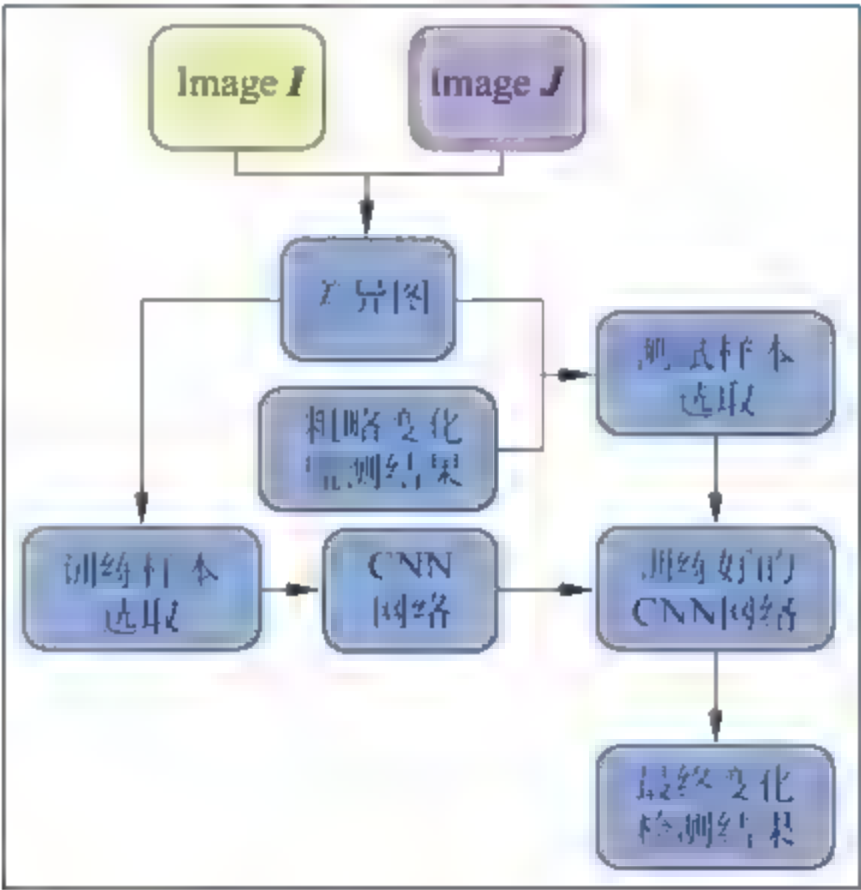 Image I
Image J
差异图
测试样本
选取
粗略变化
检测结果
训练样本
选取
CNN
网络
训练好的
CNN网络
最终变化
检测结果